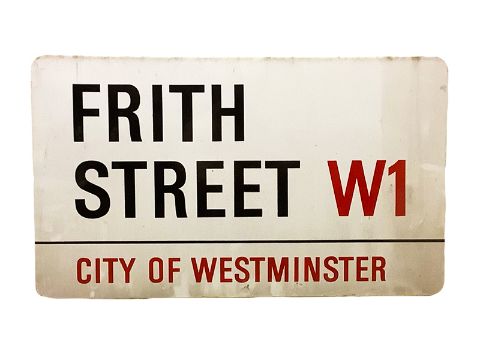 FRITH
STREET W1
CITY OF WESTMINSTER